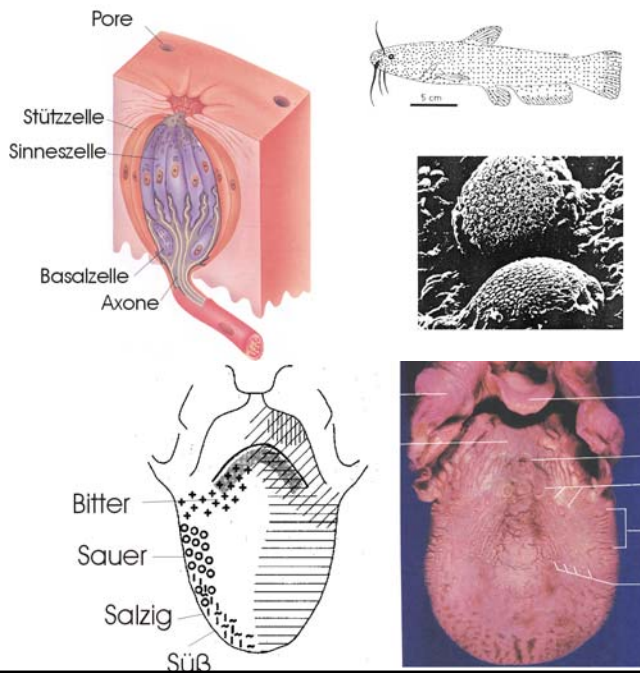 Pore
Stützzelle
Sinneszelle
Basalzelle
Axone
5 cm
Bitter
Sauer
Salzig
Süß